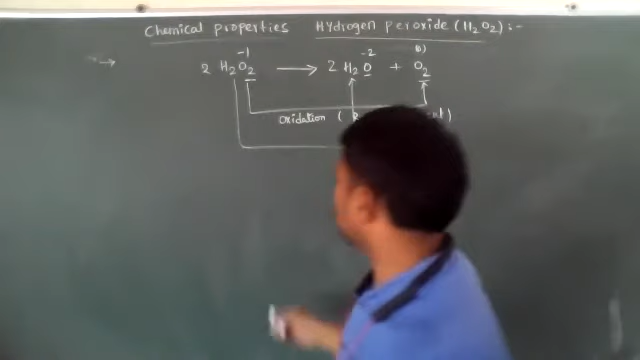 Chemical properties Hydrogen peroxide (H₂O₂) :-
-1 -2 0)
→ 2 H₂O₂ → 2 H₂O + O₂
Oxidation (